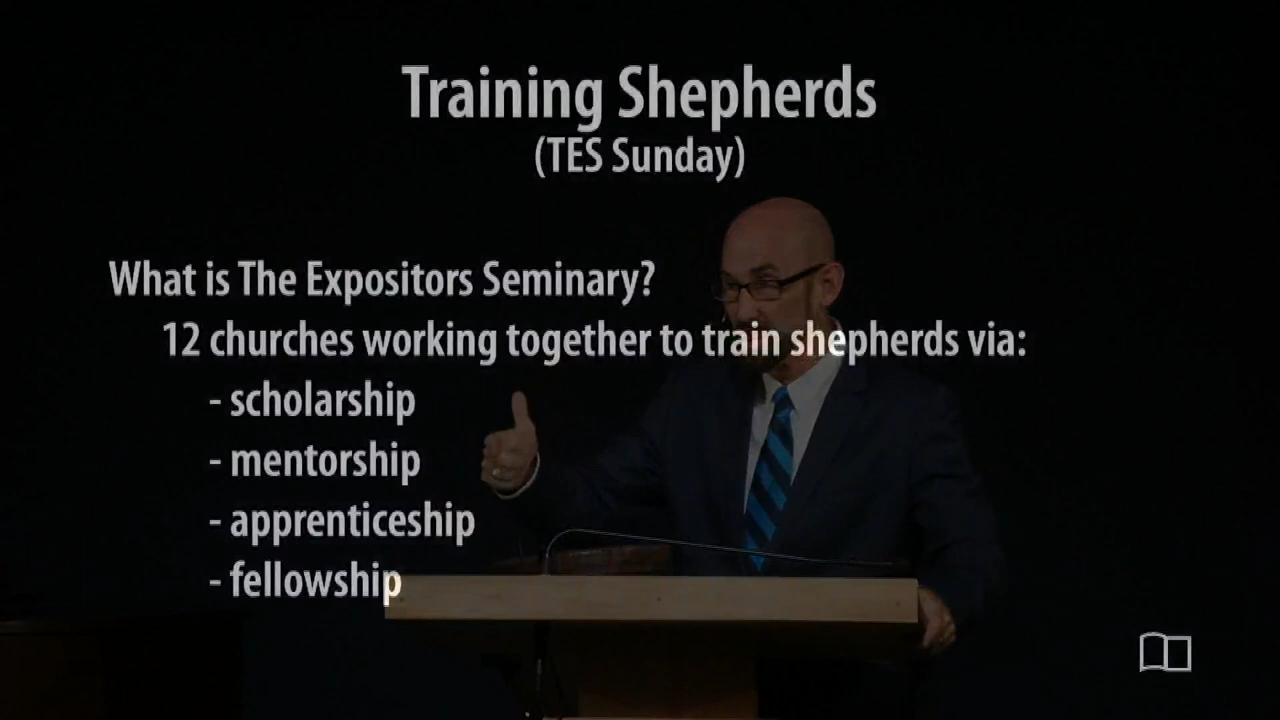 Training Shepherds
(TES Sunday)
What is The Expositors Seminary?
12 churches working together to train shepherds via:
- scholarship
- mentorship
- apprenticeship
- fellowship